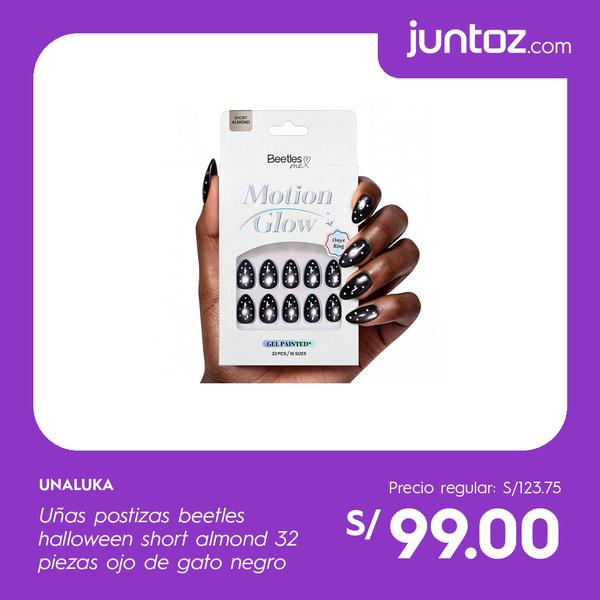 juntoz.com
SHORT
ALMOND
Beetles
me
Motion
Glow
Onyx
Ring
GEL PAINTED*
32 PCS / 16 SIZES
UNALUKA
Precio regular: S/123.75
Uñas postizas beetles
halloween short almond 32
piezas ojo de gato negro
S/ 99.00